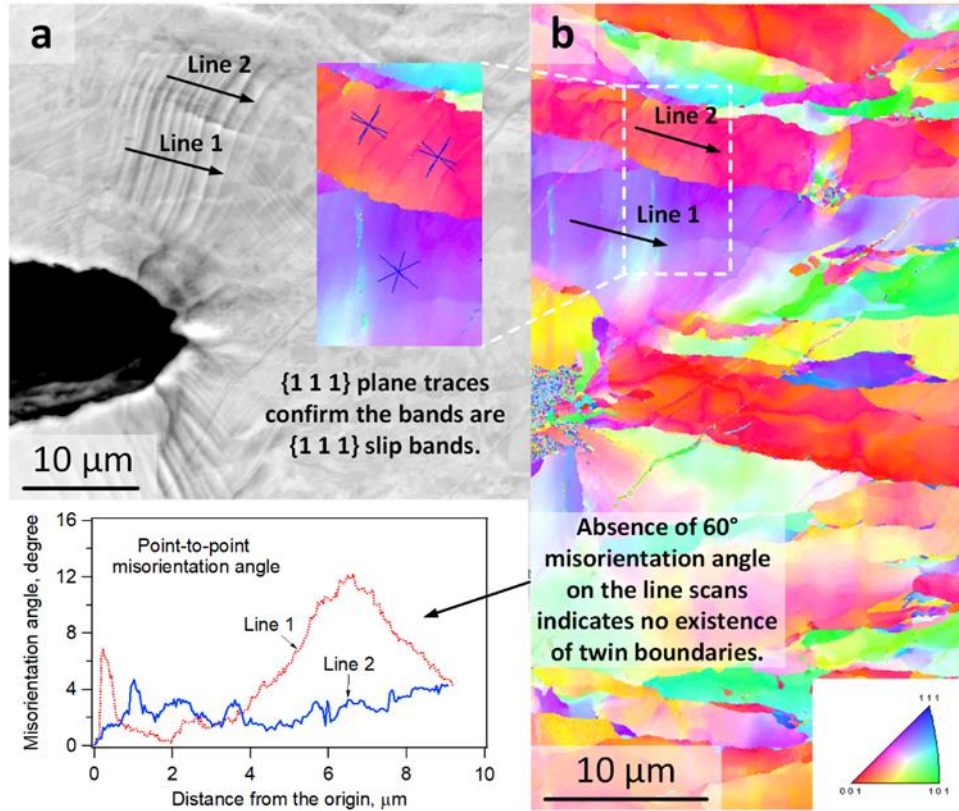 a
Line 2
Line 1
{1 1 1} plane traces
confirm the bands are
{1 1 1} slip bands.
10 µm
b
Line 2
Line 1
Absence of 60°
misorientation angle
on the line scans
indicates no existence
of twin boundaries.
10 µm
111
001
101
16
12
8
4
0
Misorientation angle, degree
Point-to-point
misorientation angle
Line 1
Line 2
0
2
4
6
8
10
Distance from the origin, µm